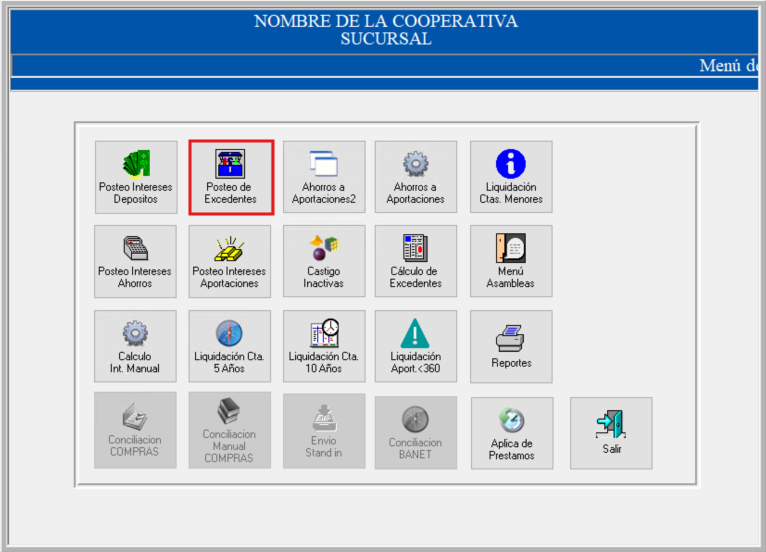 NOMBRE DE LA COOPERATIVA
SUCURSAL
Menú de
Posteo Intereses
Depositos
Posteo de
Excedentes
Ahorros a
Aportaciones2
Ahorros a
Aportaciones
Liquidación
Ctas. Menores
Posteo Intereses
Ahorros
Posteo Intereses
Aportaciones
Castigo
Inactivas
Cálculo de
Excedentes
Menú
Asambleas
Calculo
Int. Manual
Liquidación Cta.
5 Años
Liquidación Cta.
10 Años
Liquidación
Aport.<360
Reportes
Conciliacion
COMPRAS
Conciliacion
Manual
COMPRAS
Envio
Stand in
Conciliacion
BANET
Aplica de
Prestamos
Salir